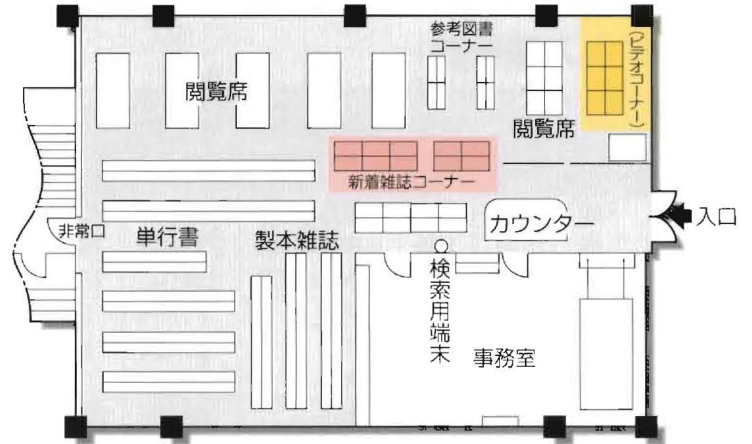 参考図書
コーナー
(ビデオコーナー)
閲覧席
閲覧席
新着雑誌コーナー
非常口
単行書
製本雑誌
カウンター
入口
検索用端末
事務室